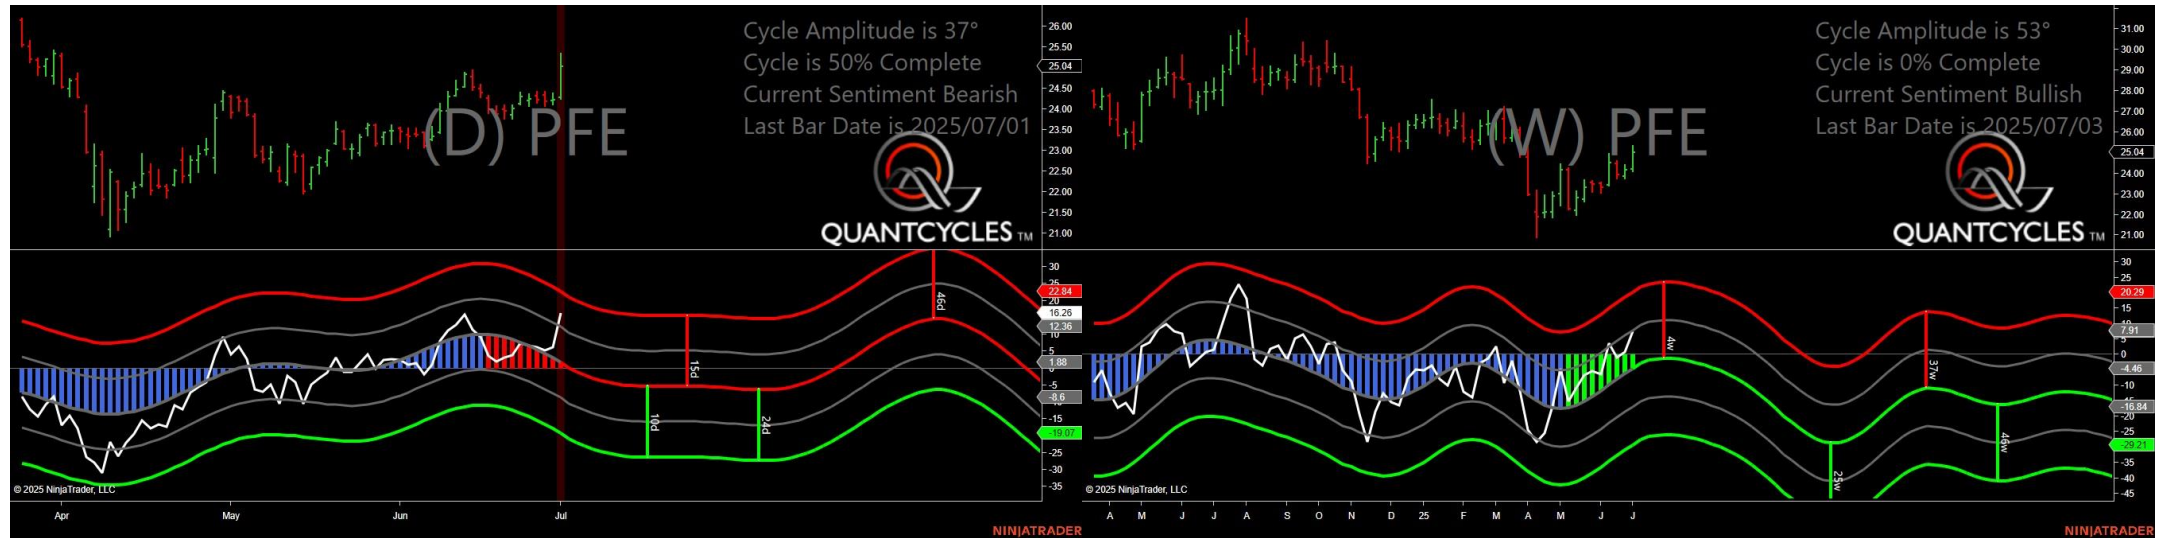 Cycle Amplitude is 37°
Cycle is 50% Complete
Current Sentiment Bearish
Last Bar Date is 2025/07/01
(D) PFE
QUANTCYCLES TM
26.00
25.50
25.04
24.50
24.00
23.50
23.00
22.50
22.00
21.50
21.00
30
25
22.84
20
16.26
12.36
10
5
1.88
-5
-8.6
-15
-19.07
-25
-30
-35
15d
46d
10d
24d
© 2025 NinjaTrader, LLC
Apr
May
Jun
Jul
NINJATRADER
Cycle Amplitude is 53°
Cycle is 0% Complete
Current Sentiment Bullish
Last Bar Date is 2025/07/03
(W) PFE
QUANTCYCLES TM
31.00
30.00
29.00
28.00
27.00
26.00
25.04
24.00
23.00
22.00
21.00
30
25
20.29
15
7.91
5
0
-4.46
-10
-16.84
-25
-29.21
-35
-40
-45
4w
37w
25w
46w
© 2025 NinjaTrader, LLC
A M J J A S O N D 25 F M A M J J
NINJATRADER